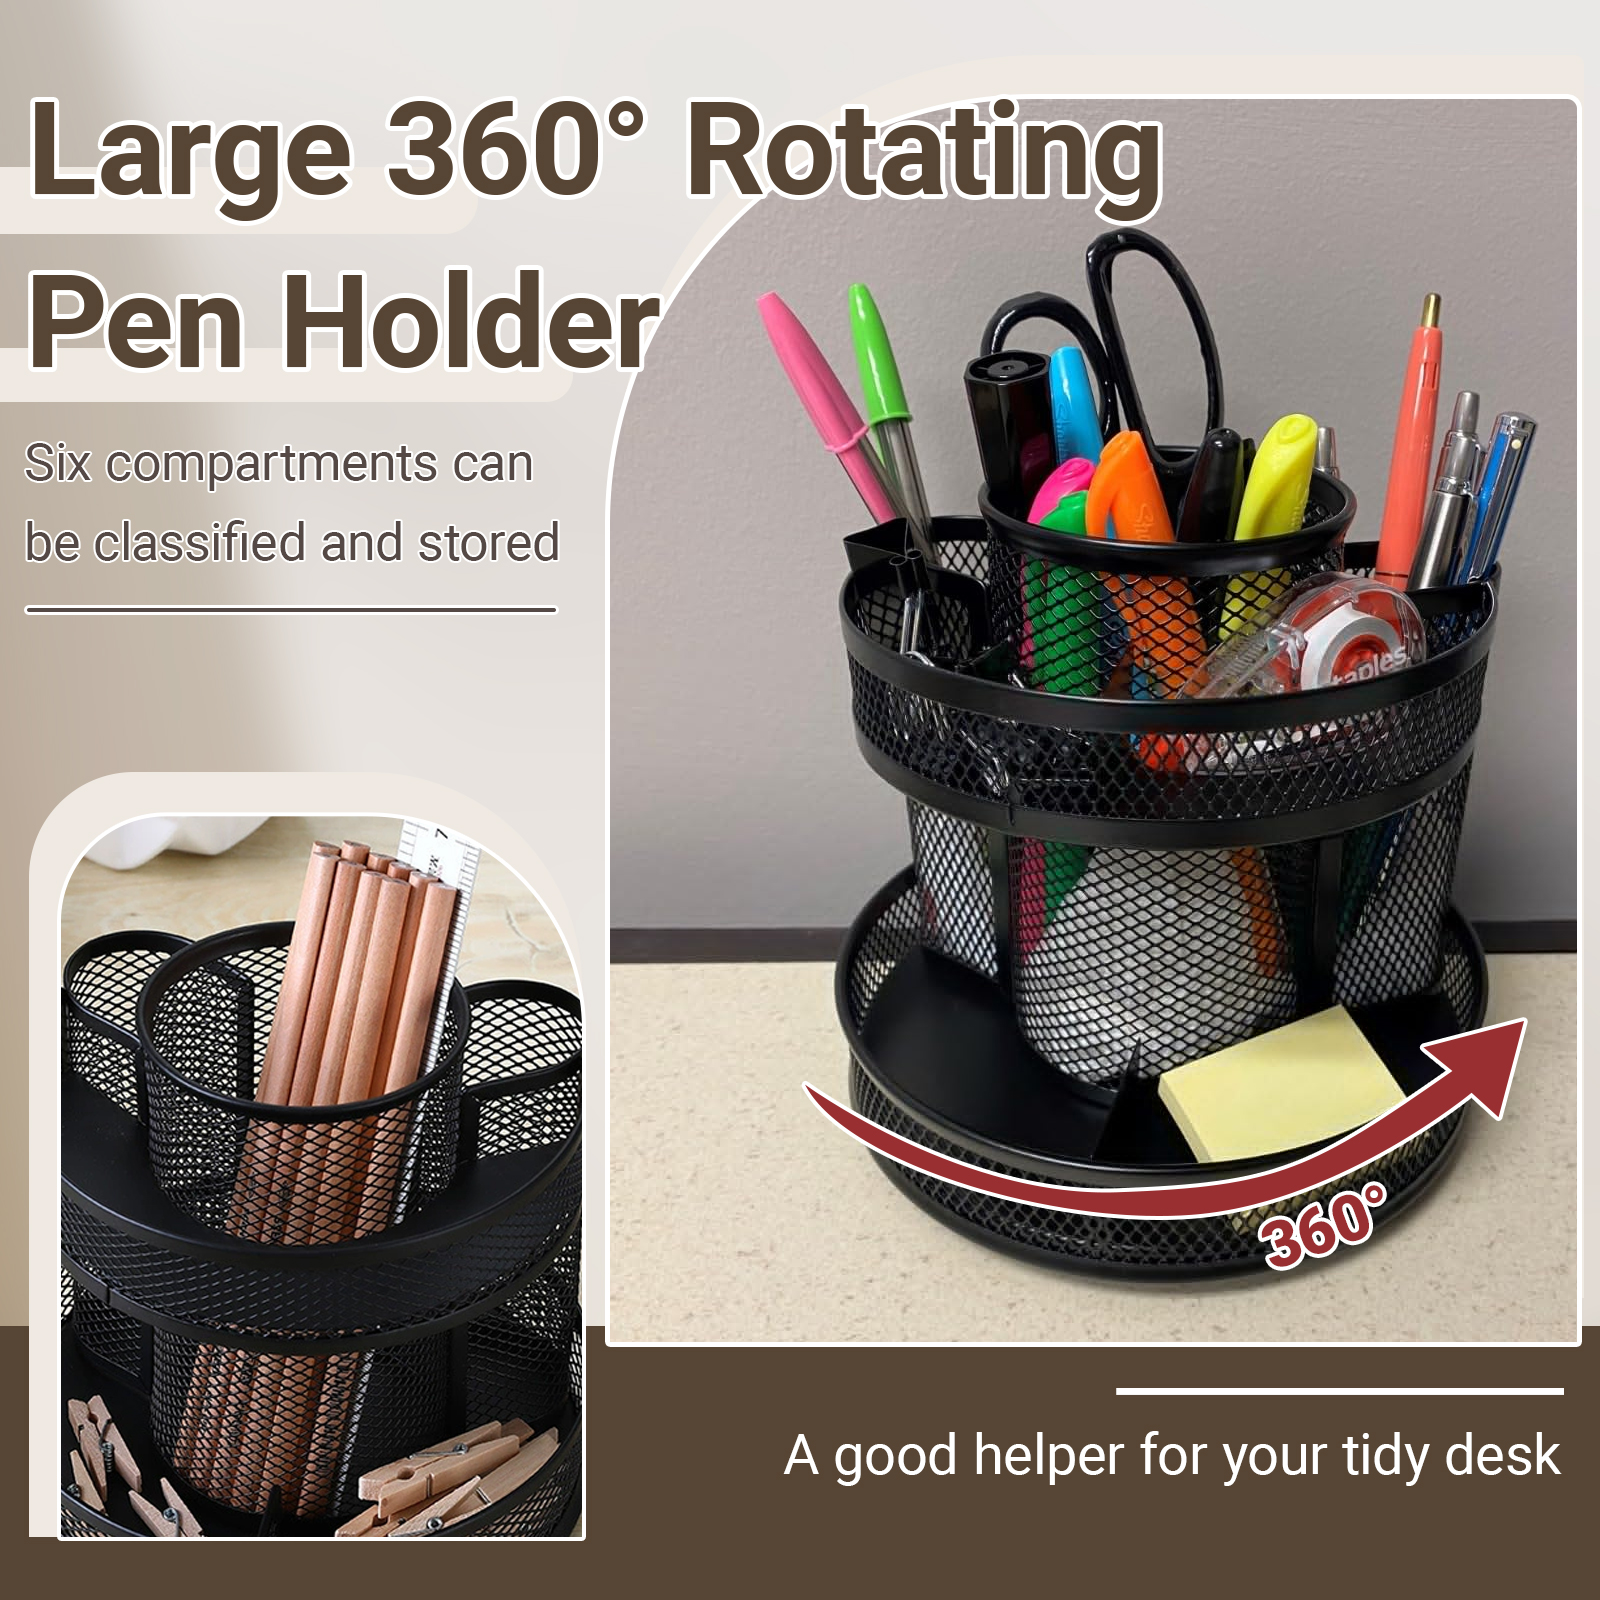 Large 360° Rotating
Pen Holder
Six compartments can
be classified and stored
7
360°
A good helper for your tidy desk